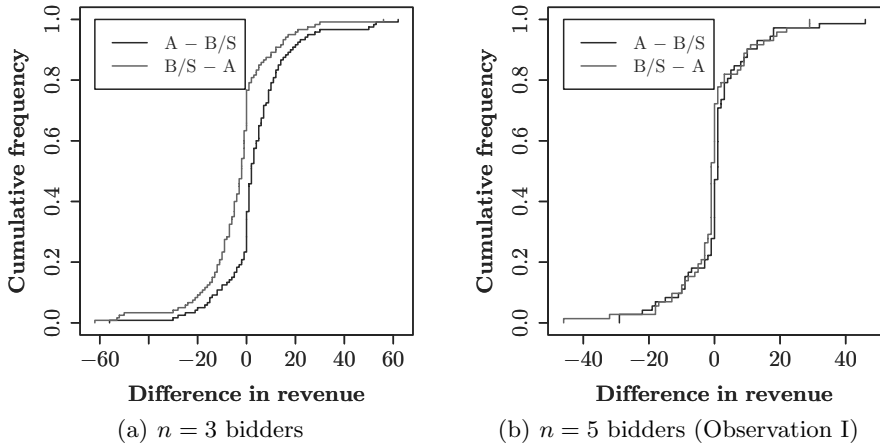 Cumulative frequency
1.0
0.8
0.6
0.4
0.2
0.0
A − B/S
B/S − A
−60
−20
0
20
40
60
Difference in revenue
(a) n = 3 bidders
Cumulative frequency
1.0
0.8
0.6
0.4
0.2
0.0
A − B/S
B/S − A
−40
−20
0
20
40
Difference in revenue
(b) n = 5 bidders (Observation I)